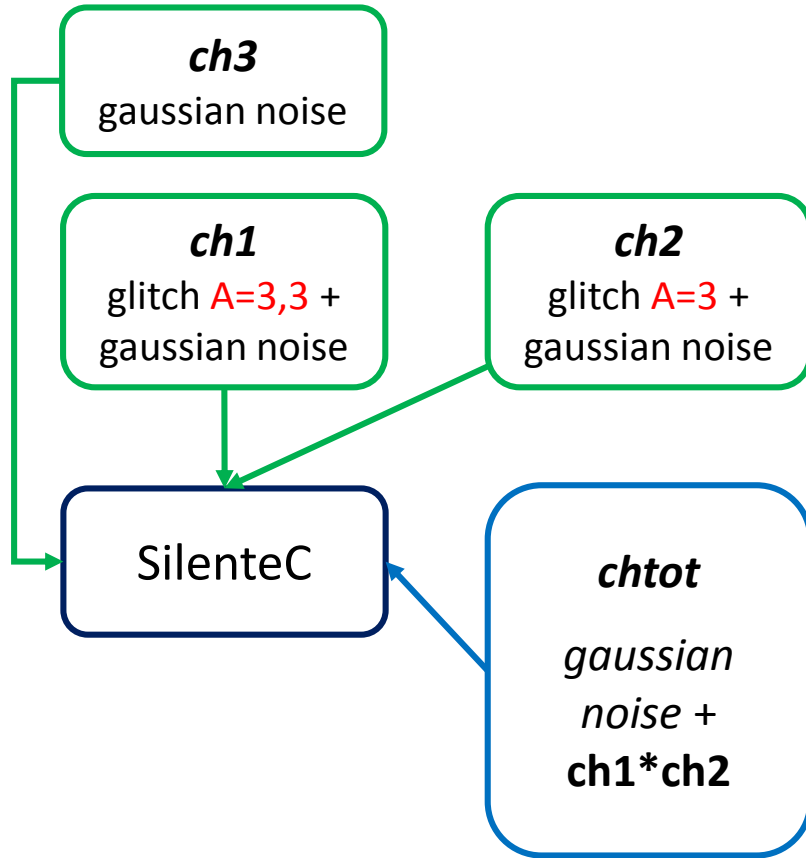 ch3
gaussian noise
ch1
glitch A=3,3 +
gaussian noise
ch2
glitch A=3 +
gaussian noise
SilenteC
chtot
gaussian
noise +
ch1*ch2